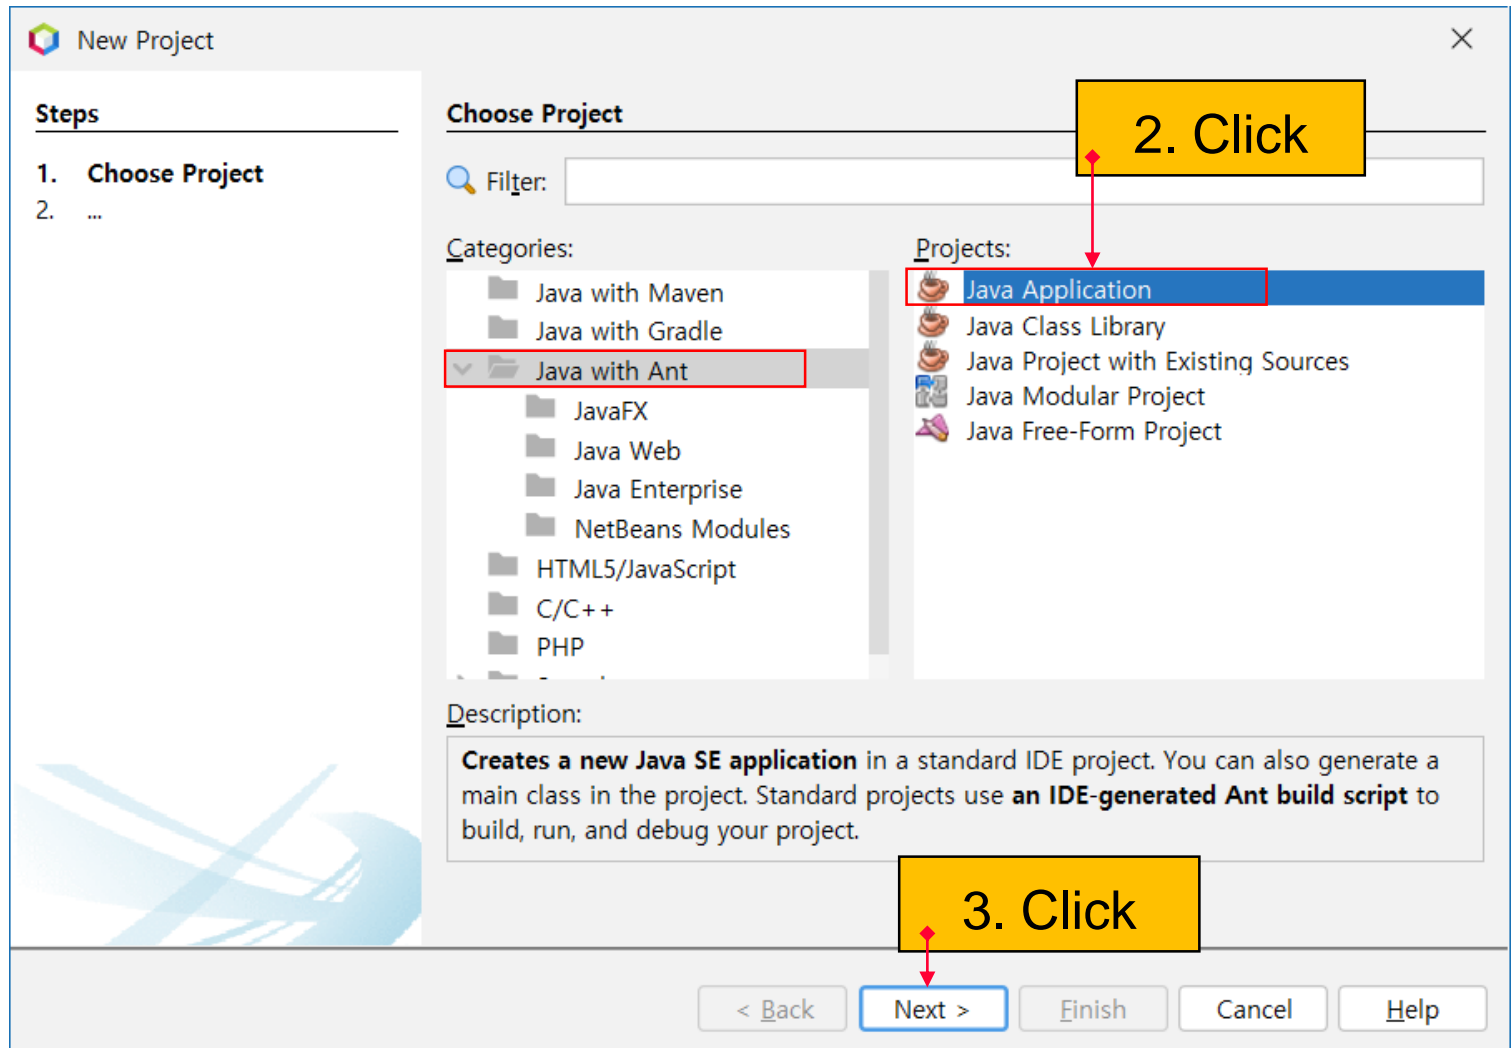 New Project
Steps
1. Choose Project
2. ...
Choose Project
2. Click
Filter:
Categories:
Java with Maven
Java with Gradle
Java with Ant
JavaFX
Java Web
Java Enterprise
NetBeans Modules
HTML5/JavaScript
C/C++
PHP
Projects:
Java Application
Java Class Library
Java Project with Existing Sources
Java Modular Project
Java Free-Form Project
Description:
Creates a new Java SE application in a standard IDE project. You can also generate a
main class in the project. Standard projects use an IDE-generated Ant build script to
build, run, and debug your project.
3. Click
< Back
Next >
Finish
Cancel
Help